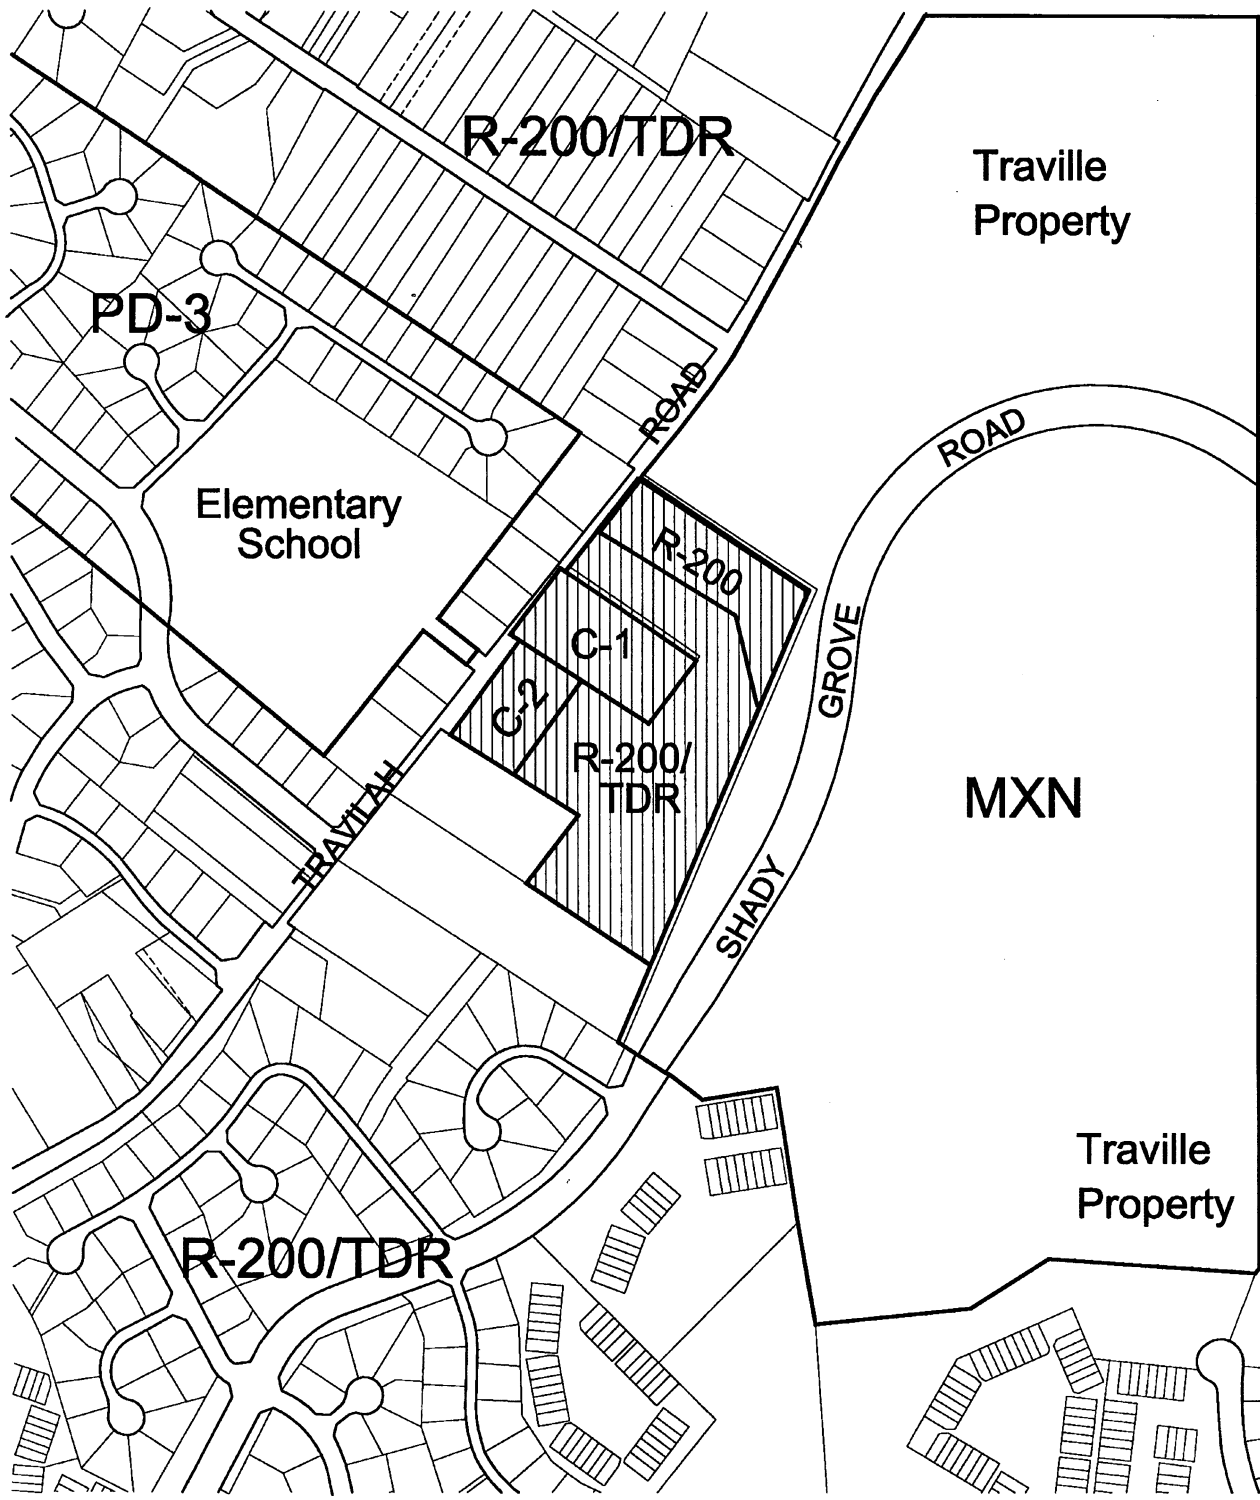 R-200/TDR
Traville
Property
PD-3
ROAD
ROAD
Elementary
School
R-200
C-1
GROVE
C-2
R-200/
TDR
MXN
TRAVILAH
SHADY
Traville
Property
R-200/TDR